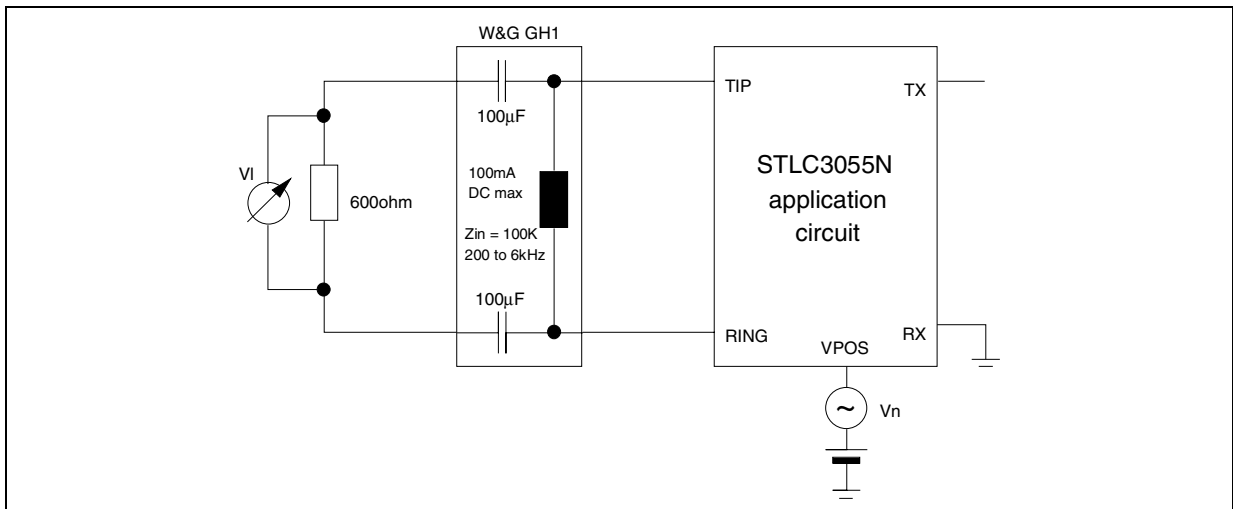 W&G GH1
TIP
TX
100μF
STLC3055N
application
circuit
VI
600ohm
100mA
DC max
Zin = 100K
200 to 6kHz
100μF
RING
RX
VPOS
~
Vn